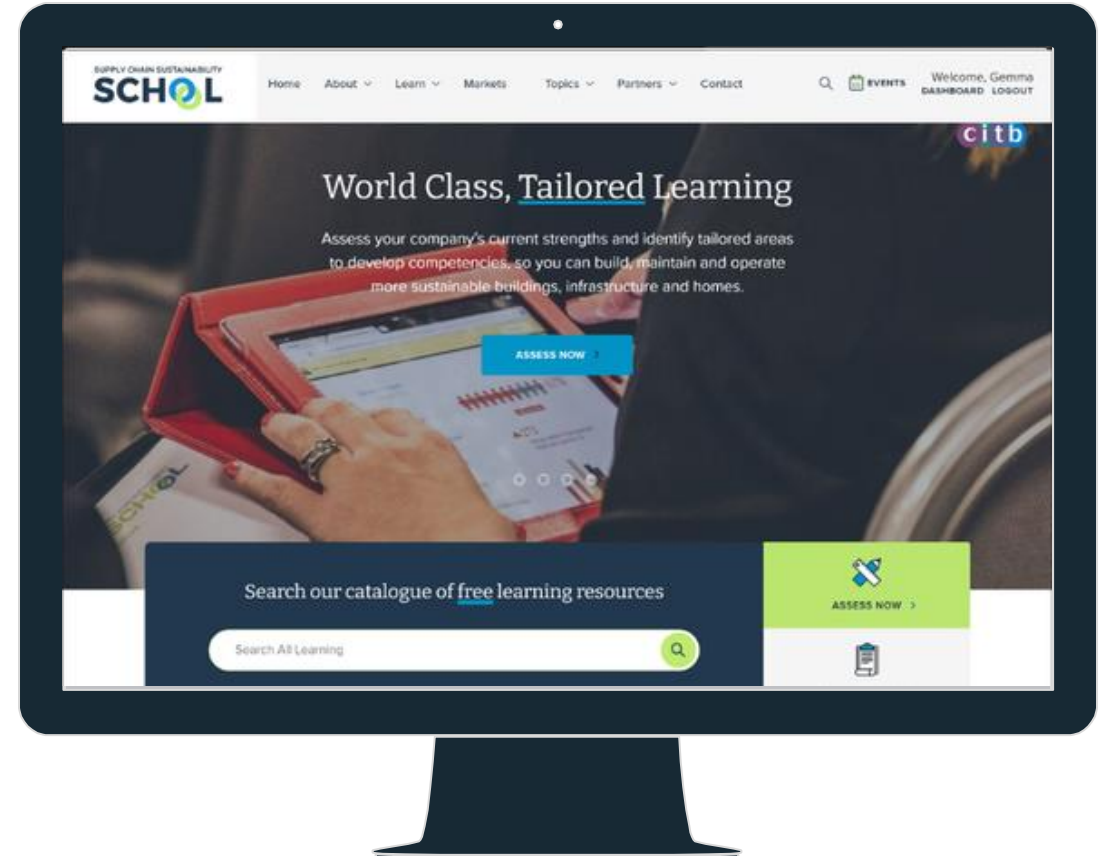 SUPPLY CHAIN SUSTAINABILITY
SCHOOL
Home About Learn Markets Topics Partners Contact
EVENTS
Welcome, Gemma
DASHBOARD LOGOUT
citb
World Class, Tailored Learning
Assess your company's current strengths and identify tailored areas
to develop competencies, so you can build, maintain and operate
more sustainable buildings, infrastructure and homes.
ASSESS NOW
SCHOOL
Search our catalogue of free learning resources
ASSESS NOW
Search All Learning